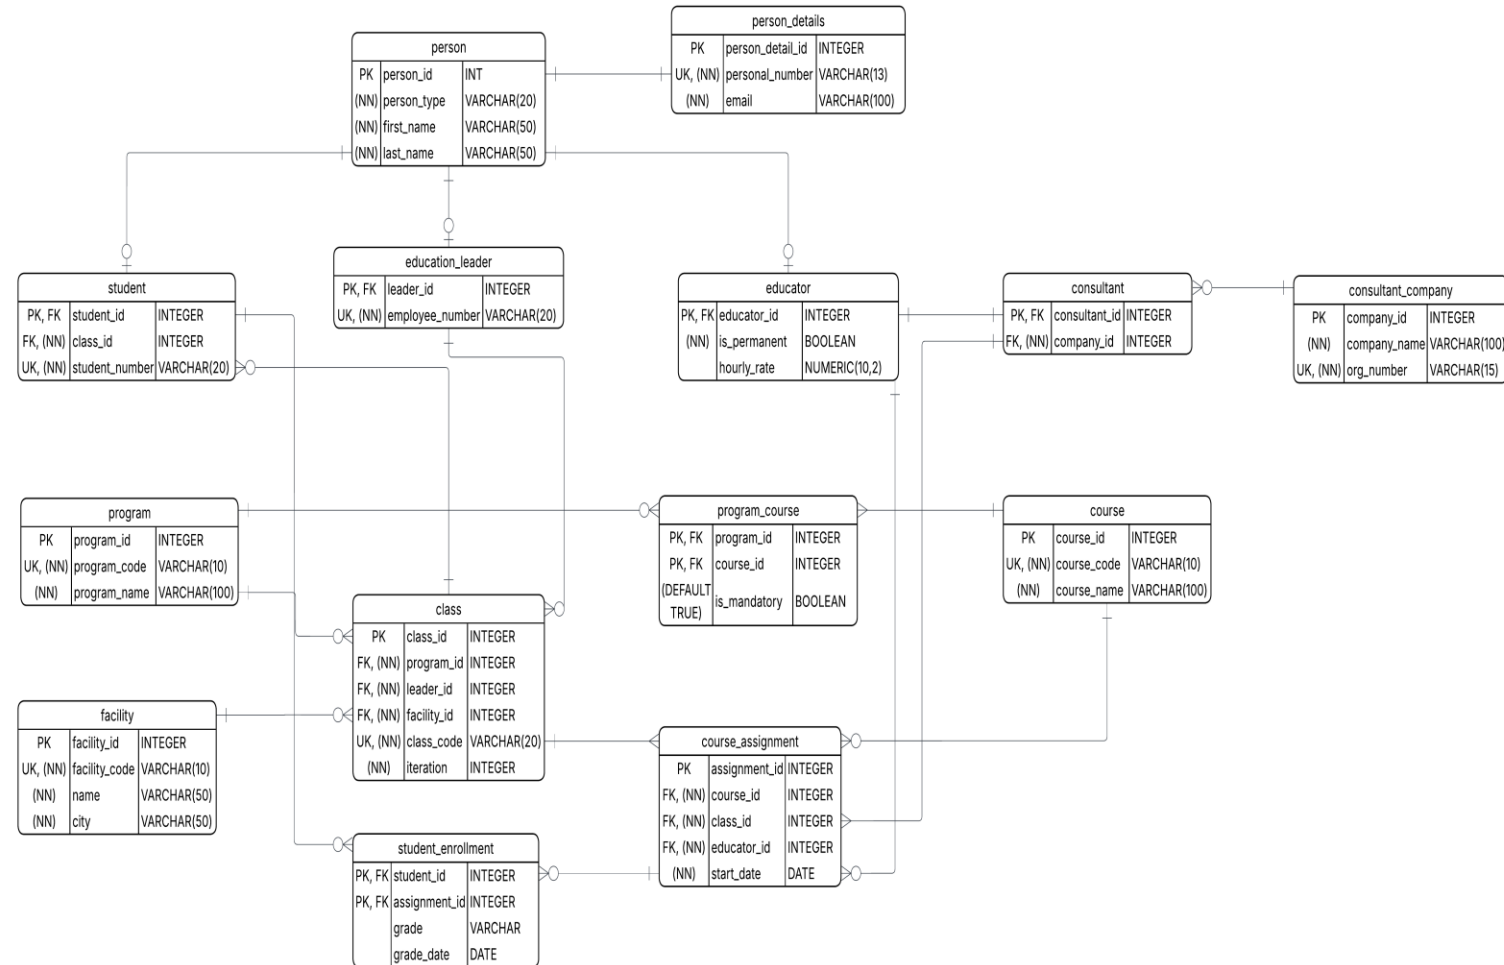 person_details
PK person_detail_id INTEGER
UK, (NN) personal_number VARCHAR(13)
(NN) email VARCHAR(100)
person
PK person_id INT
(NN) person_type VARCHAR(20)
(NN) first_name VARCHAR(50)
(NN) last_name VARCHAR(50)
student
PK, FK student_id INTEGER
FK, (NN) class_id INTEGER
UK, (NN) student_number VARCHAR(20)
education_leader
PK, FK leader_id INTEGER
UK, (NN) employee_number VARCHAR(20)
educator
PK, FK educator_id INTEGER
(NN) is_permanent BOOLEAN
hourly_rate NUMERIC(10,2)
consultant
PK, FK consultant_id INTEGER
FK, (NN) company_id INTEGER
consultant_company
PK company_id INTEGER
(NN) company_name VARCHAR(100)
UK, (NN) org_number VARCHAR(15)
program
PK program_id INTEGER
UK, (NN) program_code VARCHAR(10)
(NN) program_name VARCHAR(100)
program_course
PK, FK program_id INTEGER
PK, FK course_id INTEGER
(DEFAULT
TRUE) is_mandatory BOOLEAN
course
PK course_id INTEGER
UK, (NN) course_code VARCHAR(10)
(NN) course_name VARCHAR(100)
class
PK class_id INTEGER
FK, (NN) program_id INTEGER
FK, (NN) leader_id INTEGER
FK, (NN) facility_id INTEGER
UK, (NN) class_code VARCHAR(20)
(NN) iteration INTEGER
facility
PK facility_id INTEGER
UK, (NN) facility_code VARCHAR(10)
(NN) name VARCHAR(50)
(NN) city VARCHAR(50)
course_assignment
PK assignment_id INTEGER
FK, (NN) course_id INTEGER
FK, (NN) class_id INTEGER
FK, (NN) educator_id INTEGER
(NN) start_date DATE
student_enrollment
PK, FK student_id INTEGER
PK, FK assignment_id INTEGER
grade VARCHAR
grade_date DATE